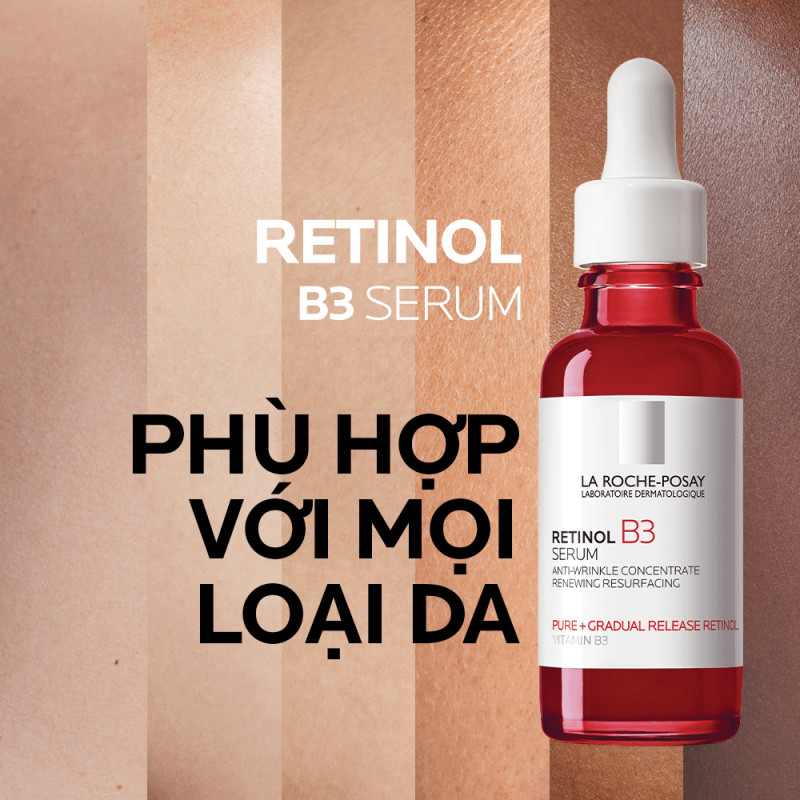 RETINOL
B3 SERUM
PHÙ HỢP
VỚI MỌI
LOẠI DA
LA ROCHE-POSAY
LABORATOIRE DERMATOLOGIQUE
RETINOL B3
SERUM
ANTI-WRINKLE CONCENTRATE
RENEWING RESURFACING
PURE + GRADUAL RELEASE RETINOL
VITAMIN B3